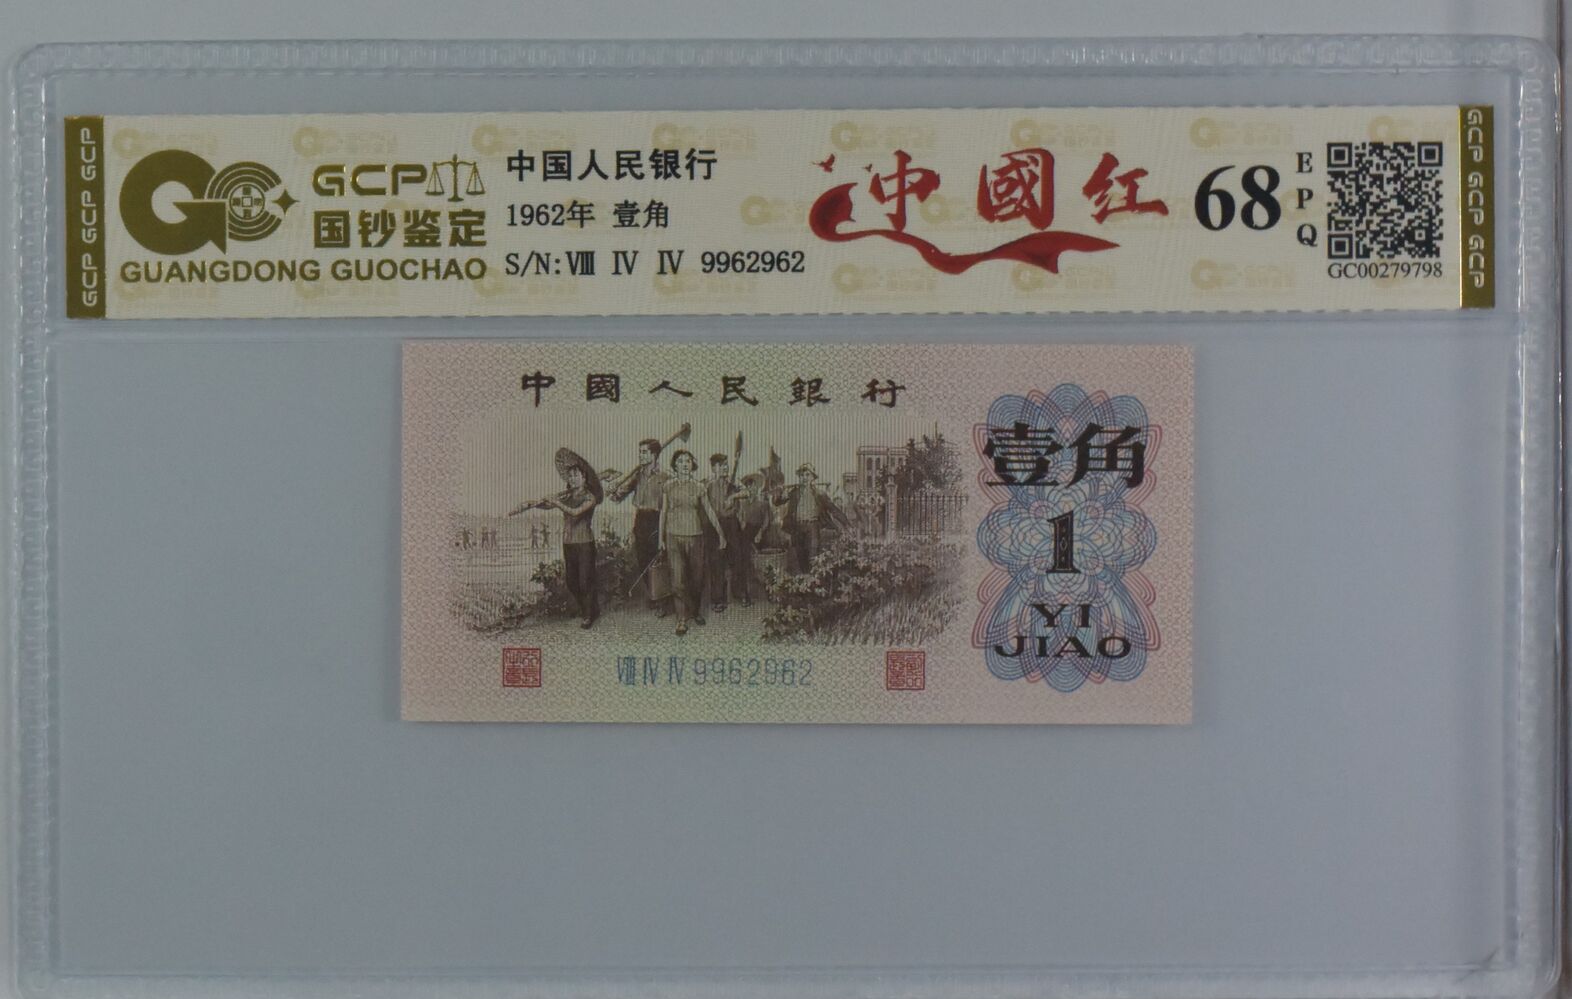 GCP GCP GCP
GCP
国钞鉴定
GUANGDONG GUOCHAO
中国人民银行
1962年 壹角
S/N:Ⅷ Ⅳ Ⅳ 9962962
中國红
68
EPQ
GC00279798
GCP GCP GCP
中國人民銀行
壹角
1
YI
JIAO
Ⅷ Ⅳ Ⅳ 9962962